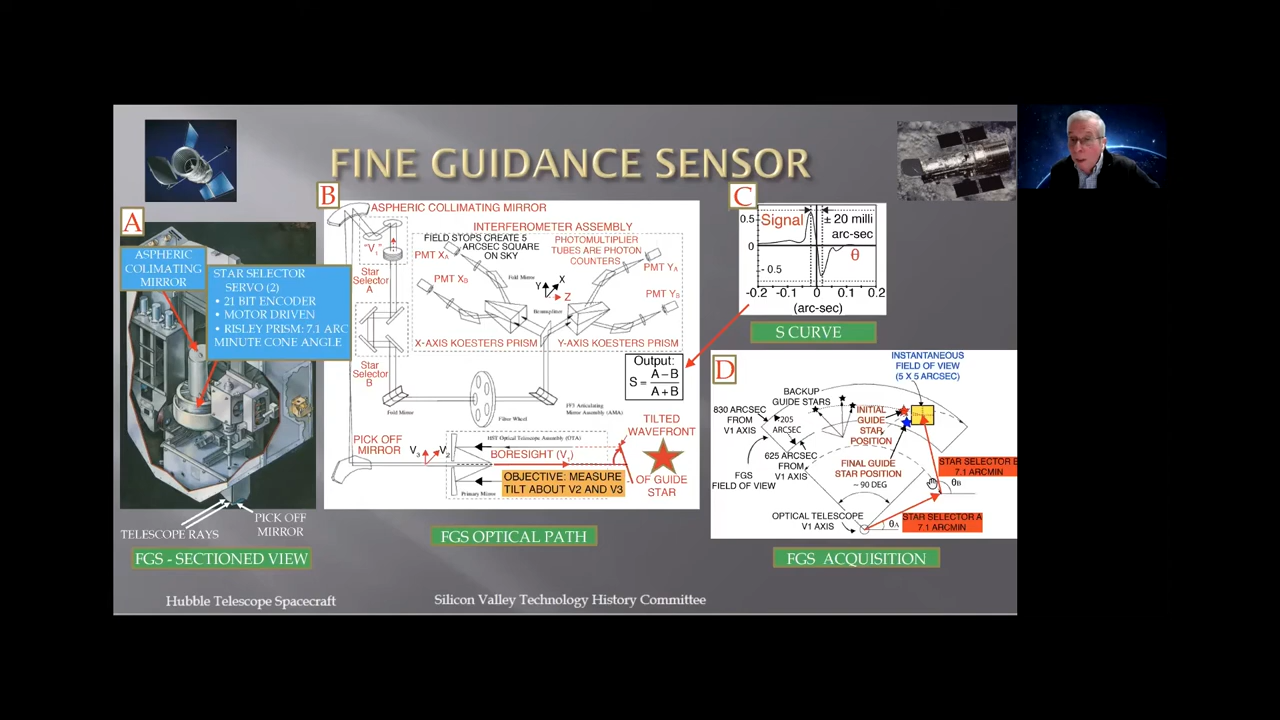 FINE GUIDANCE SENSOR
A
ASPHERIC
COLIMATING
MIRROR
STAR SELECTOR
SERVO (2)
• 21 BIT ENCODER
• MOTOR DRIVEN
• RISLEY PRISM: 7.1 ARC
MINUTE CONE ANGLE
TELESCOPE RAYS
PICK OFF
MIRROR
FGS - SECTIONED VIEW
B
ASPHERIC COLLIMATING MIRROR
INTERFEROMETER ASSEMBLY
FIELD STOPS CREATE 5
ARCSEC SQUARE
ON SKY
PHOTOMULTIPLIER
TUBES ARE PHOTON
COUNTERS
"V1"
Star
Selector
A
PMT XA
PMT XB
PMT YA
PMT YB
Fold Mirror
Y
X
Z
Beamsplitter
X-AXIS KOESTERS PRISM
Y-AXIS KOESTERS PRISM
Star
Selector
B
Output:
S = A – B
A + B
Fold Mirror
Filter Wheel
FV3 Articulating
Mirror Assembly (AMA)
PICK OFF
MIRROR
V3
V2
HST Optical Telescope Assembly (OTA)
BORESIGHT (V1)
Primary Mirror
OBJECTIVE: MEASURE
TILT ABOUT V2 AND V3
TILTED
WAVEFRONT
OF GUIDE
STAR
FGS OPTICAL PATH
C
Signal
± 20 milli
arc-sec
θ
0.5
0
- 0.5
-0.2 -0.1 0 0.1 0.2
(arc-sec)
S CURVE
D
INSTANTANEOUS
FIELD OF VIEW
(5 X 5 ARCSEC)
BACKUP
GUIDE STARS
830 ARCSEC
FROM
V1 AXIS
205
ARCSEC
INITIAL
GUIDE
STAR
POSITION
625 ARCSEC
FROM
V1 AXIS
FGS
FIELD OF VIEW
FINAL GUIDE
STAR POSITION
~ 90 DEG
STAR SELECTOR B
7.1 ARCMIN
θB
OPTICAL TELESCOPE
V1 AXIS
θA
STAR SELECTOR A
7.1 ARCMIN
FGS ACQUISITION
Hubble Telescope Spacecraft
Silicon Valley Technology History Committee